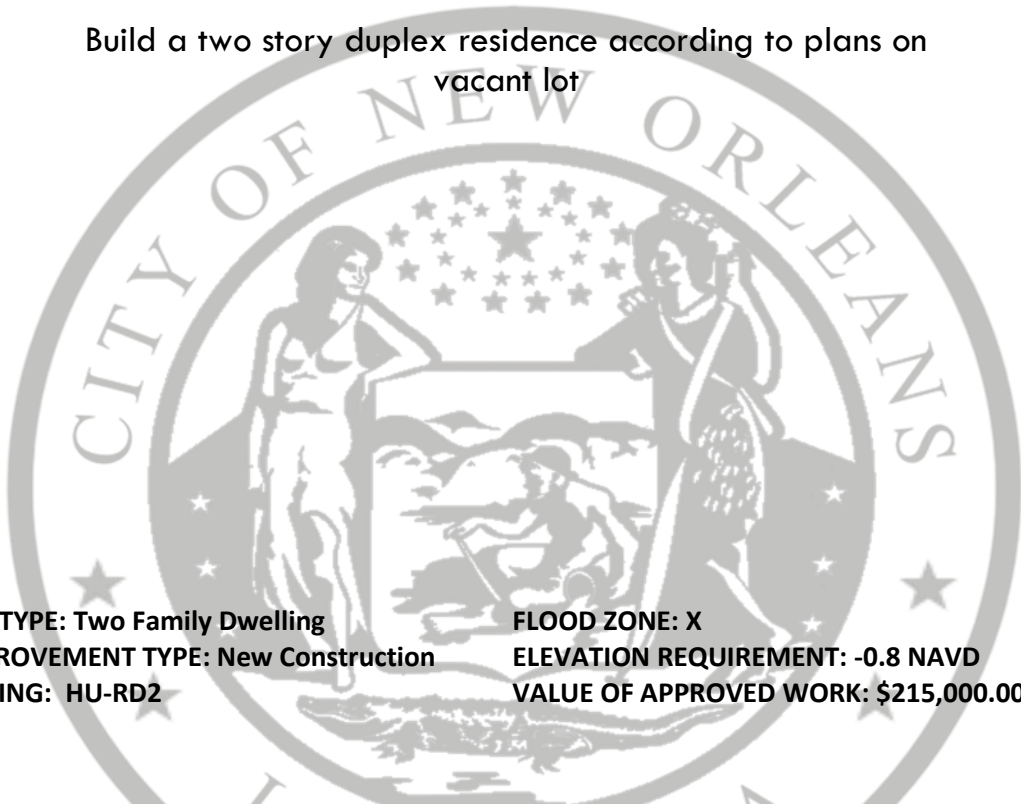 Build a two story duplex residence according to plans on
vacant lot
CITY OF NEW ORLEANS
TYPE: Two Family Dwelling
FLOOD ZONE: X
ROVEMENT TYPE: New Construction
ELEVATION REQUIREMENT: -0.8 NAVD
ING: HU-RD2
VALUE OF APPROVED WORK: $215,000.00